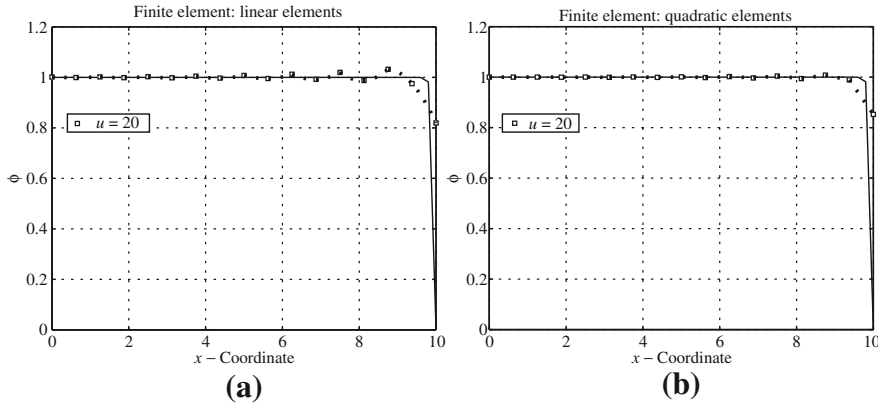 Finite element: linear elements
1.2
1
0.8
0.6
0.4
0.2
0
ϕ
u = 20
0 2 4 6 8 10
x – Coordinate
(a)
Finite element: quadratic elements
1.2
1
0.8
0.6
0.4
0.2
0
ϕ
u = 20
0 2 4 6 8 10
x – Coordinate
(b)